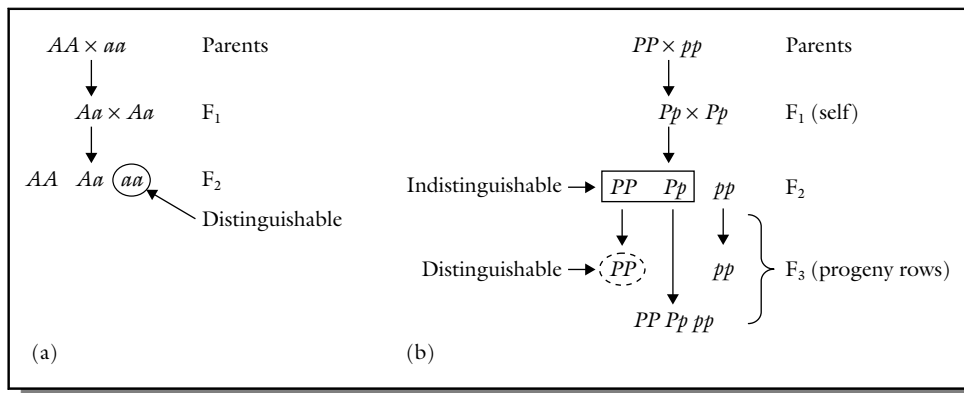 AA × aa Parents
Aa × Aa F₁
AA Aa aa F₂
Distinguishable
(a)
PP × pp Parents
Pp × Pp F₁ (self)
Indistinguishable PP Pp pp F₂
Distinguishable PP pp F₃ (progeny rows)
PP Pp pp
(b)